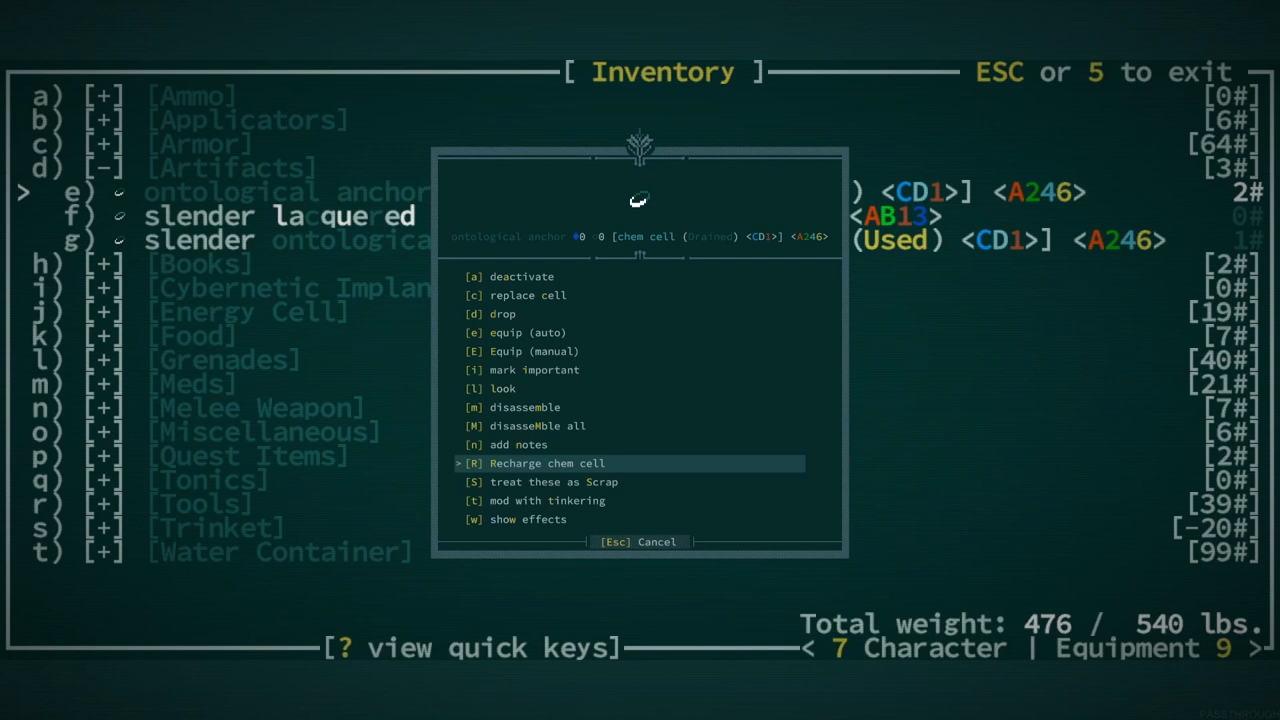 [ Inventory ] ESC or 5 to exit
a) [+] [Ammo] [0#]
b) [+] [Applicators] [6#]
c) [+] [Armor] [64#]
d) [-] [Artifacts] [3#]
> e) ontological anchor ) <CD1>] <A246> 2#
f) slender lacquered <AB13> 0#
g) slender ontologica (Used) <CD1>] <A246> 1#
h) [+] [Books] [2#]
i) [+] [Cybernetic Implan [0#]
j) [+] [Energy Cell] [19#]
k) [+] [Food] [7#]
l) [+] [Grenades] [40#]
m) [+] [Meds] [21#]
n) [+] [Melee Weapon] [7#]
o) [+] [Miscellaneous] [6#]
p) [+] [Quest Items] [2#]
q) [+] [Tonics] [0#]
r) [+] [Tools] [39#]
s) [+] [Trinket] [-20#]
t) [+] [Water Container] [99#]
ontological anchor ♦0 ○0 [chem cell (Drained) <CD1>] <A246>
[a] deactivate
[c] replace cell
[d] drop
[e] equip (auto)
[E] Equip (manual)
[i] mark important
[l] look
[m] disassemble
[M] disasseMble all
[n] add notes
>[R] Recharge chem cell
[S] treat these as Scrap
[t] mod with tinkering
[w] show effects
[Esc] Cancel
Total weight: 476 / 540 lbs.
[? view quick keys] < 7 Character | Equipment 9 >